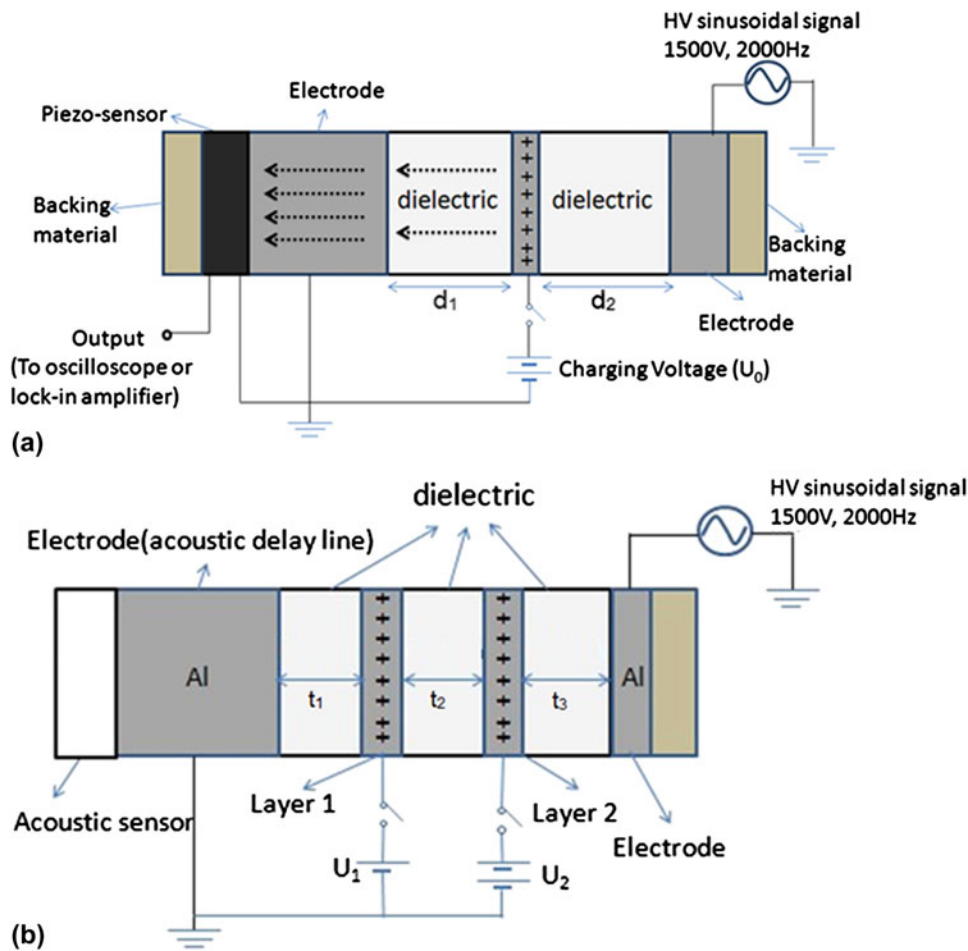 HV sinusoidal signal
1500V, 2000Hz
Electrode
Piezo-sensor
dielectric
dielectric
+
+
+
+
+
+
+
+
Backing
material
Backing
material
d₁
d₂
Electrode
Output
(To oscilloscope or
lock-in amplifier)
Charging Voltage (U₀)
(a)
dielectric
HV sinusoidal signal
1500V, 2000Hz
Electrode(acoustic delay line)
Al
t₁
+
+
+
+
+
+
+
+
t₂
+
+
+
+
+
+
+
+
t₃
Al
Layer 1
Layer 2
Acoustic sensor
Electrode
U₁
U₂
(b)